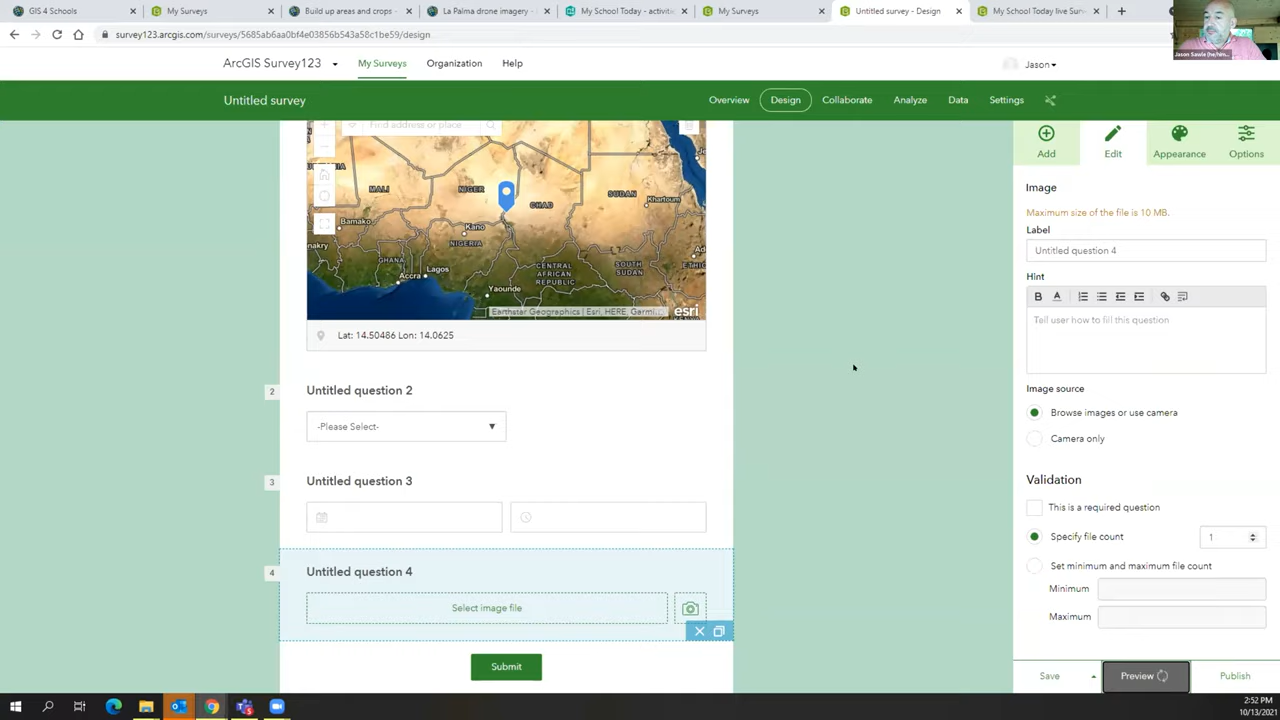 GIS 4 Schools
My Surveys
Build up areas and crops -
La Palma drone imagery -
My School Today - activiti
My Surveys
Untitled survey - Design
My School Today live Sur
survey123.arcgis.com/surveys/5685ab6aa0bf4e03856b543a58c1be59/design
ArcGIS Survey123
My Surveys
Organization
Help
Jason
Untitled survey
Overview
Design
Collaborate
Analyze
Data
Settings
Find address or place
MALI
NIGER
CHAD
SUDAN
Khartoum
Bamako
Kano
NIGERIA
GHANA
Lagos
Accra
CENTRAL
AFRICAN
REPUBLIC
SOUTH
SUDAN
Yaounde
Earthstar Geographics | Esri, HERE, Garmi
esri
Lat: 14.50486 Lon: 14.0625
2
Untitled question 2
-Please Select-
3
Untitled question 3
4
Untitled question 4
Select image file
Submit
Add
Edit
Appearance
Options
Image
Maximum size of the file is 10 MB.
Label
Untitled question 4
Hint
B A
Tell user how to fill this question
Image source
Browse images or use camera
Camera only
Validation
This is a required question
Specify file count
1
Set minimum and maximum file count
Minimum
Maximum
Save
Preview
Publish
2:52 PM
10/13/2021